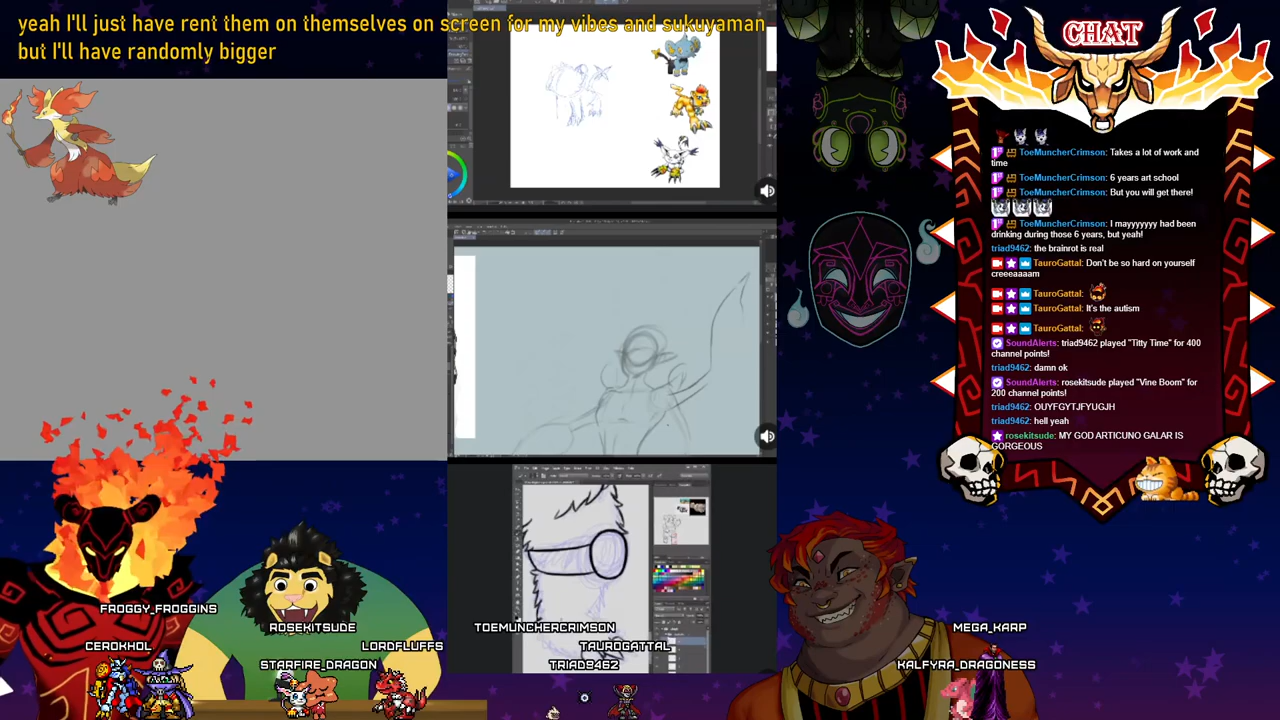 yeah I'll just have rent them on themselves on screen for my vibes and sukuyaman
but I'll have randomly bigger
CHAT
ToeMuncherCrimson: Takes a lot of work and
time
ToeMuncherCrimson: 6 years art school
ToeMuncherCrimson: But you will get there!
ToeMuncherCrimson: I mayyyyyy had been
drinking during those 6 years, but yeah!
triad9462: the brainrot is real
TauroGattal: Don't be so hard on yourself
creeeaaaam
TauroGattal:
TauroGattal: It's the autism
TauroGattal:
SoundAlerts: triad9462 played "Titty Time" for 400
channel points!
triad9462: damn ok
SoundAlerts: rosekitsude played "Vine Boom" for
200 channel points!
triad9462: OUYFGYTJFYUGJH
triad9462: hell yeah
rosekitsude: MY GOD ARTICUNO GALAR IS
GORGEOUS
FROGGY_FROGGINS
ROSEKITSUDE
CEROKHOL
LORDFLUFFS
STARFIRE_DRAGON
TOEMUNCHERCRIMSON
TAUROGATTAL
TRIAD9462
MEGA_KARP
KALFYRA_DRAGONESS